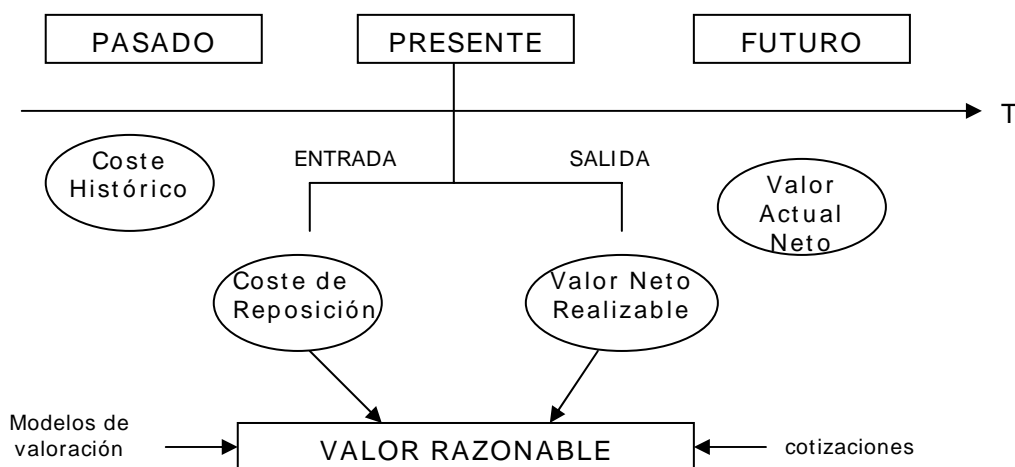 PASADO
PRESENTE
FUTURO
T
ENTRADA
SALIDA
Coste
Histórico
Valor
Actual
Neto
Coste de
Reposición
Valor Neto
Realizable
Modelos de
valoración
VALOR RAZONABLE
cotizaciones